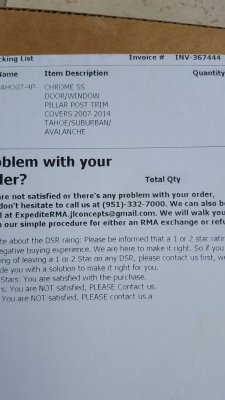 cking List Invoice # INV-367444
Name Item Description Quantity
AHO07-4P CHROME SS
DOOR/WINDOW
PILLAR POST TRIM
COVERS 2007-2014
TAHOE/SUBURBAN/
AVALANCHE
oblem with your
der? Total Qty
are not satisfied or there's any problem with your order,
don't hesitate to call us at (951)-332-7000. We can also be
d at ExpediteRMA.jlconcepts@gmail.com. We will walk you
h our simple procedure for either an RMA exchange or refu
te about the DSR raing: Please be informed that a 1 or 2 star ratin
egative buying experience. We are here to make it right. So if you
ing of leaving a 1 or 2 Star on any DSR, please contact us first, w
ide you with a solution to make it right for you.
Stars: You are satisfied with the purchase.
s: You are NOT satisfied, PLEASE Contact us.
You are NOT satisfied. PLEASE contact us a